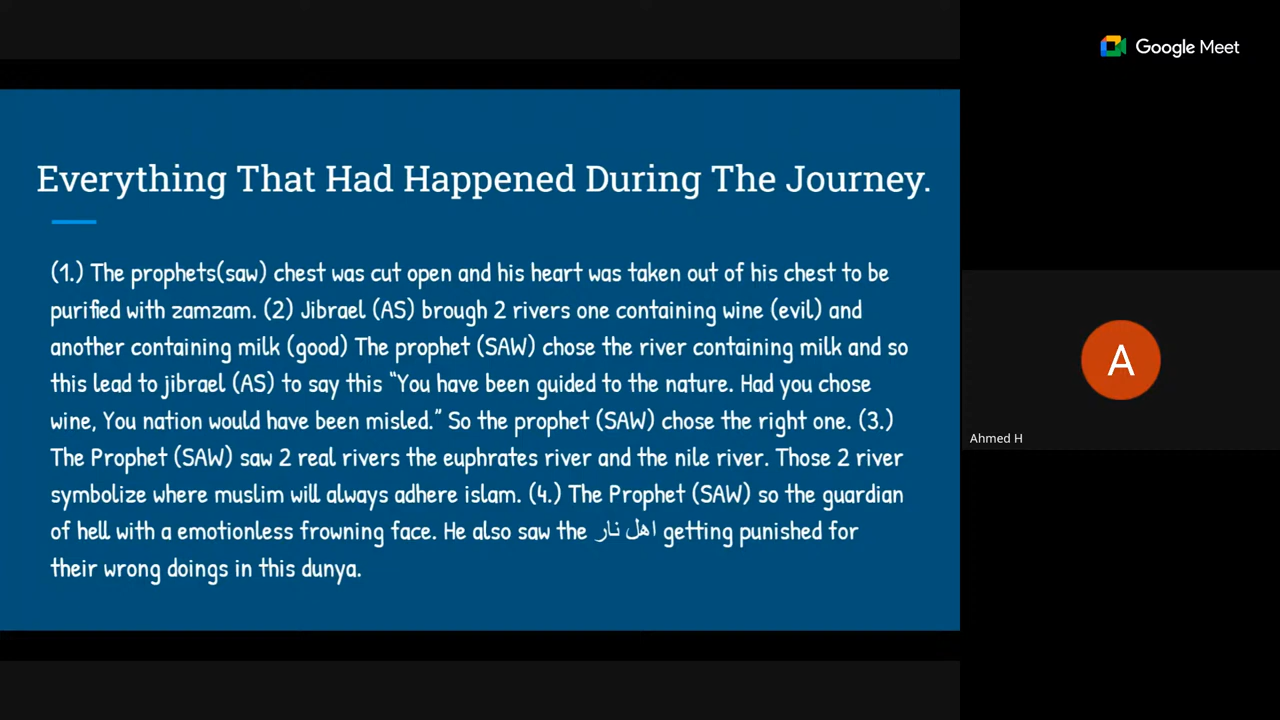 Google Meet
Everything That Had Happened During The Journey.
(1.) The prophets(saw) chest was cut open and his heart was taken out of his chest to be
purified with zamzam. (2) Jibrael (AS) brough 2 rivers one containing wine (evil) and
another containing milk (good) The prophet (SAW) chose the river containing milk and so
this lead to jibrael (AS) to say this “You have been guided to the nature. Had you chose
wine, You nation would have been misled.” So the prophet (SAW) chose the right one. (3.)
The Prophet (SAW) saw 2 real rivers the euphrates river and the nile river. Those 2 river
symbolize where muslim will always adhere islam. (4.) The Prophet (SAW) so the guardian
of hell with a emotionless frowning face. He also saw the اهل نار getting punished for
their wrong doings in this dunya.
A
Ahmed H